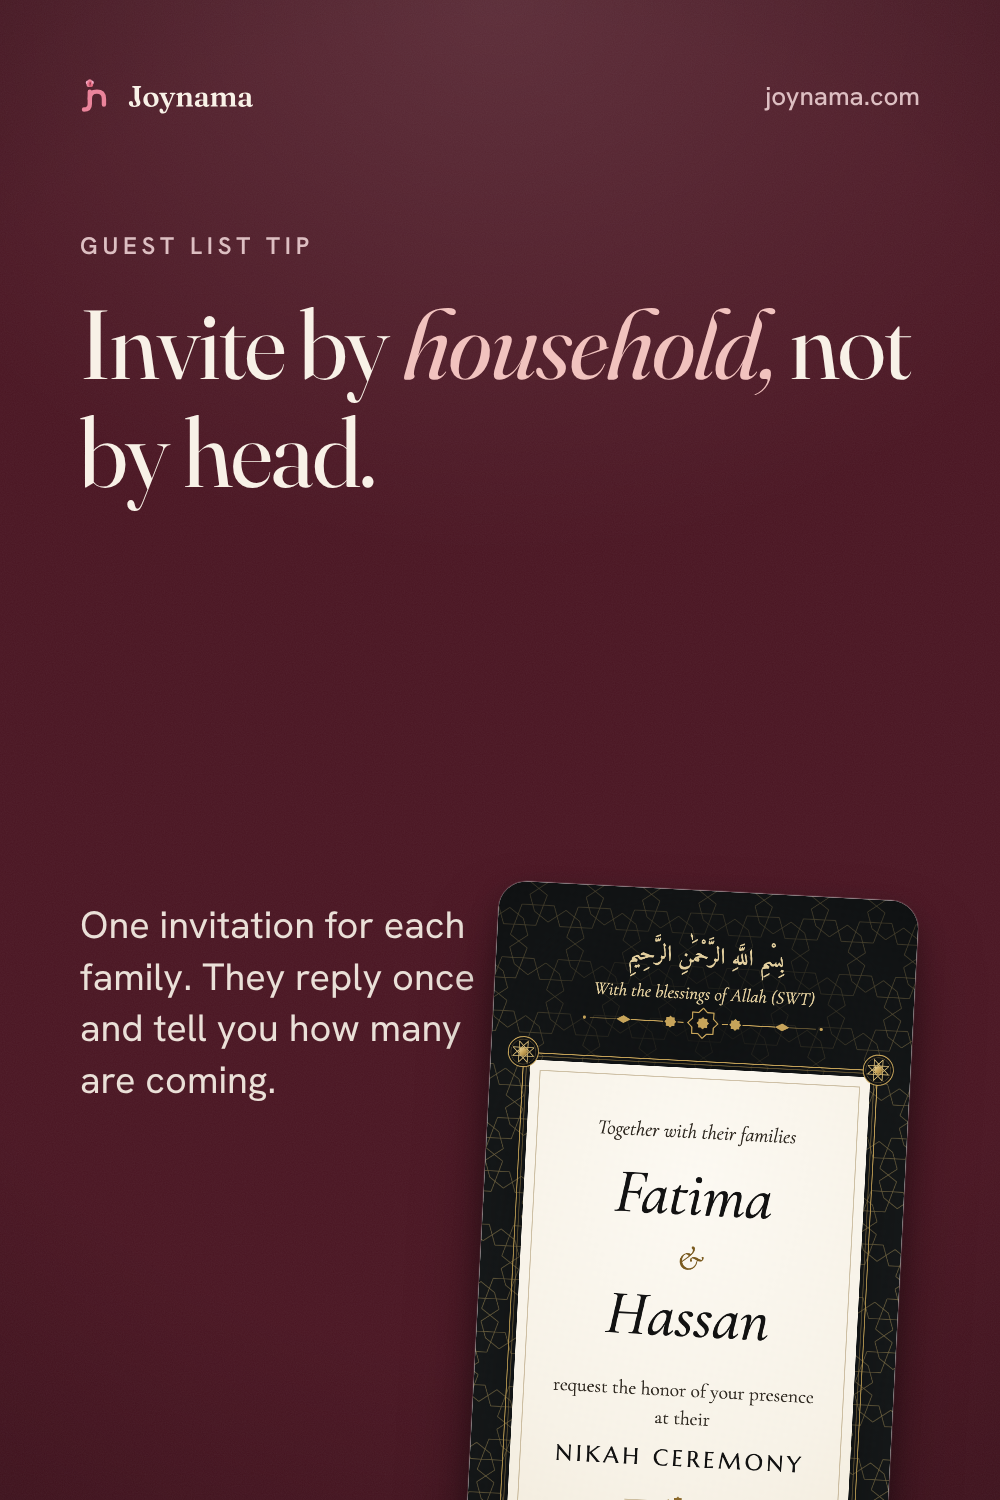 Joynama
joynama.com
GUEST LIST TIP
Invite by household, not
by head.
One invitation for each
family. They reply once
and tell you how many
are coming.
بِسْمِ اللَّهِ الرَّحْمَٰنِ الرَّحِيمِ
With the blessings of Allah (SWT)
Together with their families
Fatima
&
Hassan
request the honor of your presence
at their
NIKAH CEREMONY